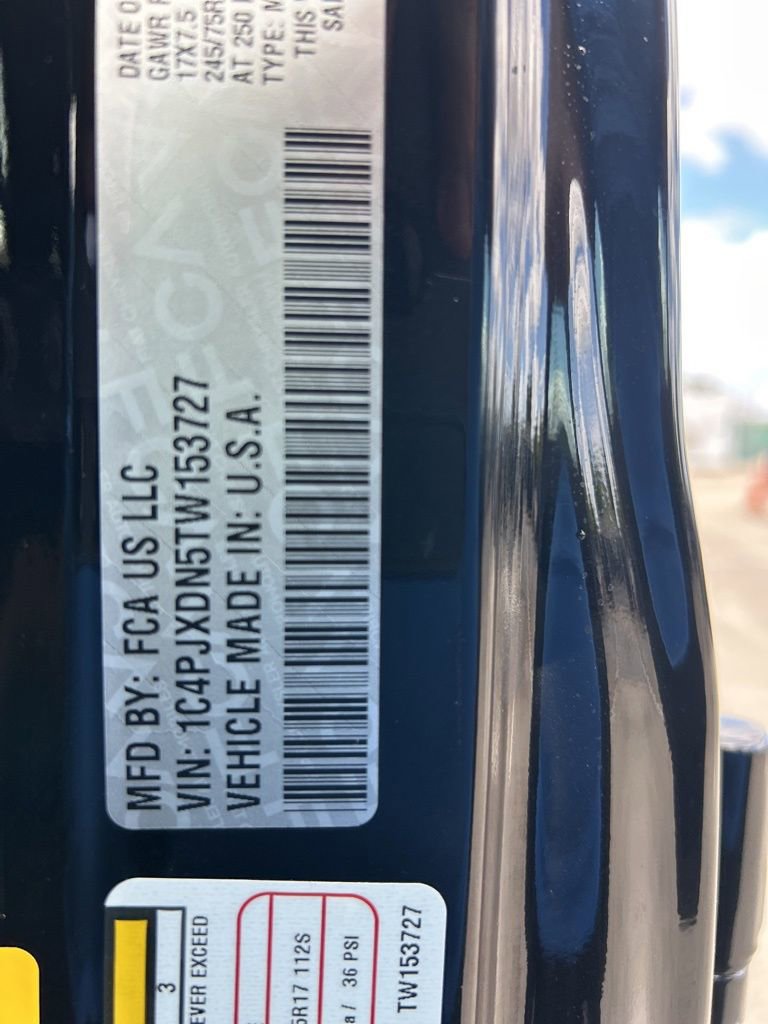 MFD BY: FCA US LLC
VIN: 1C4PJXDN5TW153727
VEHICLE MADE IN: U.S.A.
DATE O
GAWR
17X7.5
245/75R
AT 250
TYPE:
THIS
3
EVER EXCEED
5R17 112S
a / 36 PSI
TW153727